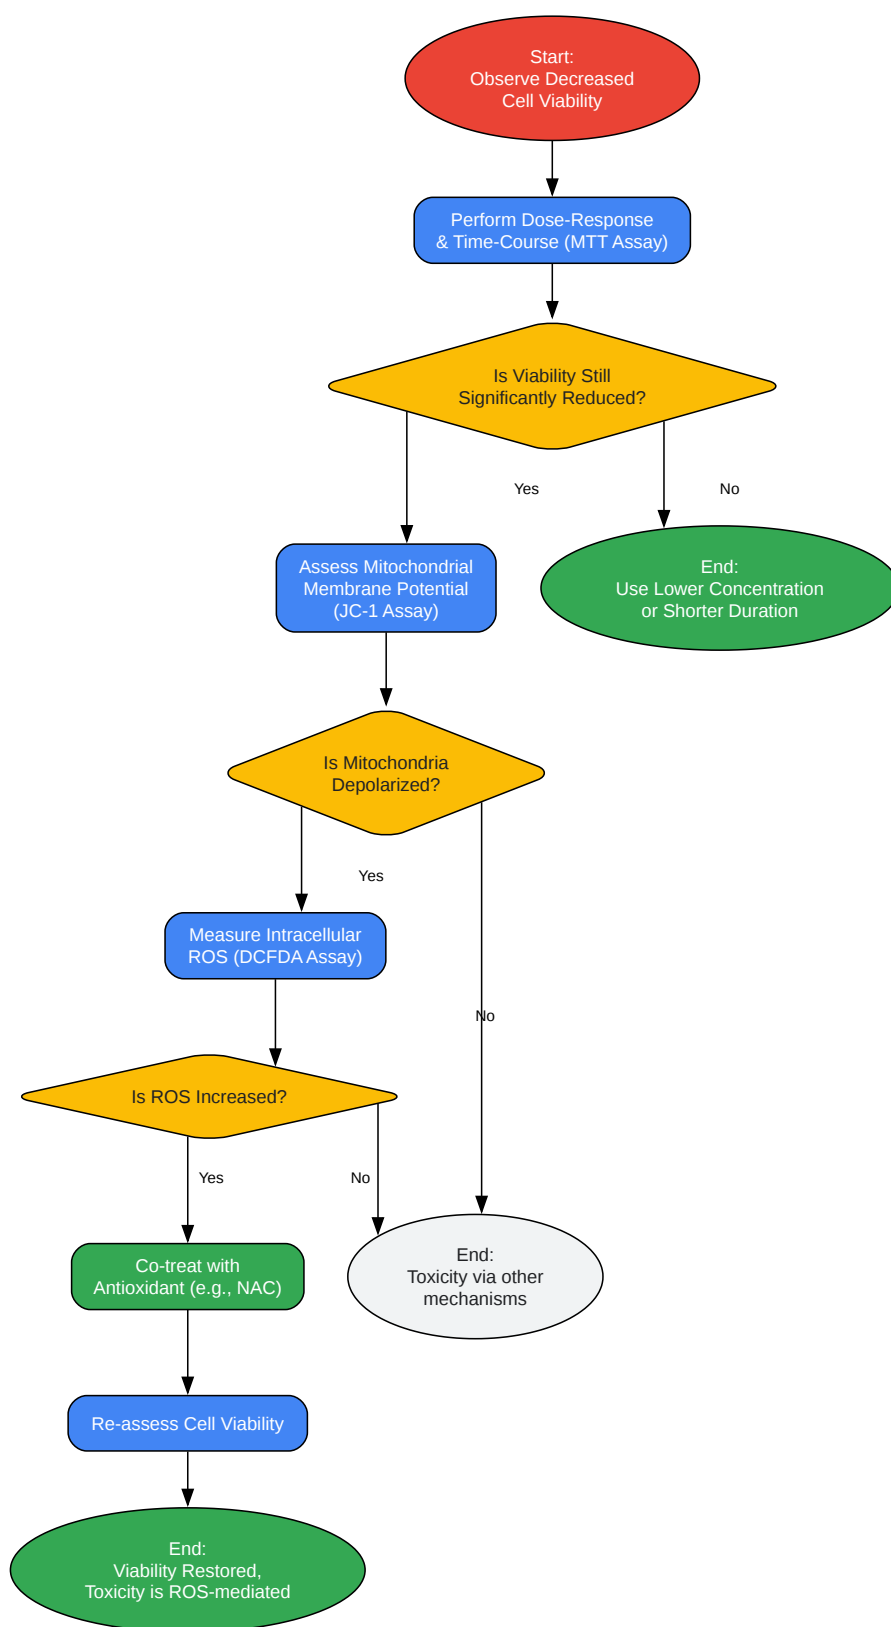 Start:
Observe Decreased
Cell Viability
Perform Dose-Response
& Time-Course (MTT Assay)
Is Viability Still
Significantly Reduced?
Yes
No
Assess Mitochondrial
Membrane Potential
(JC-1 Assay)
End:
Use Lower Concentration
or Shorter Duration
Is Mitochondria
Depolarized?
Yes
Measure Intracellular
ROS (DCFDA Assay)
No
Is ROS Increased?
Yes
No
Co-treat with
Antioxidant (e.g., NAC)
End:
Toxicity via other
mechanisms
Re-assess Cell Viability
End:
Viability Restored,
Toxicity is ROS-mediated